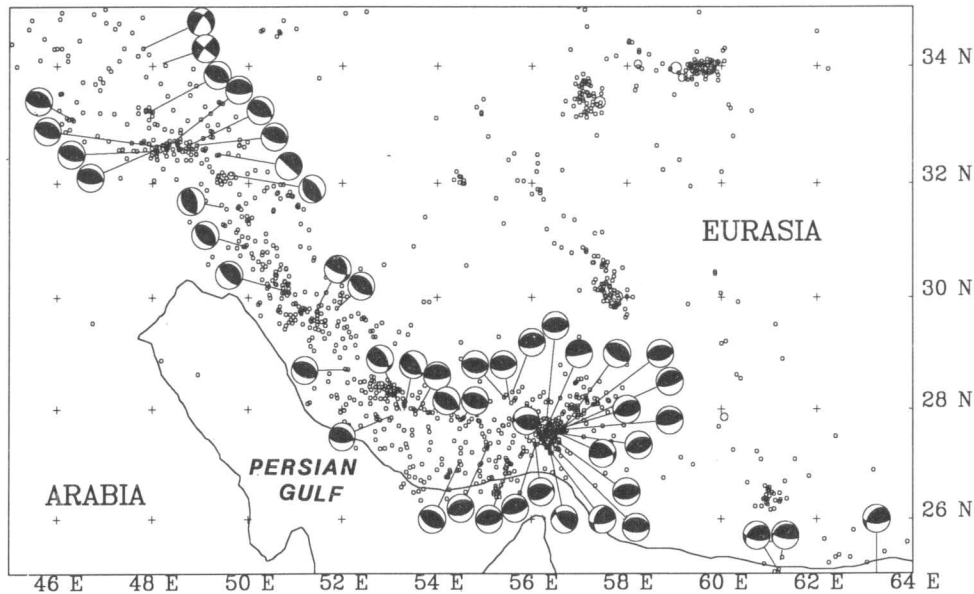 34 N
32 N
EURASIA
30 N
28 N
PERSIAN
GULF
ARABIA
26 N
46 E 48 E 50 E 52 E 54 E 56 E 58 E 60 E 62 E 64 E